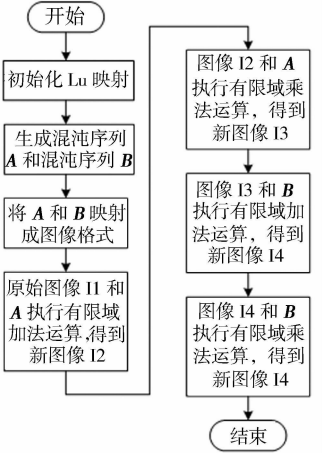 开始
初始化 Lu 映射
生成混沌序列
A 和混沌序列 B
将 A 和 B 映射
成图像格式
原始图像 I1 和
A 执行有限域
加法运算,得到
新图像 I2
图像 I2 和 A
执行有限域乘
法运算，得到
新图像 I3
图像 I3 和 B
执行有限域加
法运算，得到
新图像 I4
图像 I4 和 B
执行有限域乘
法运算，得到
新图像 I4
结束